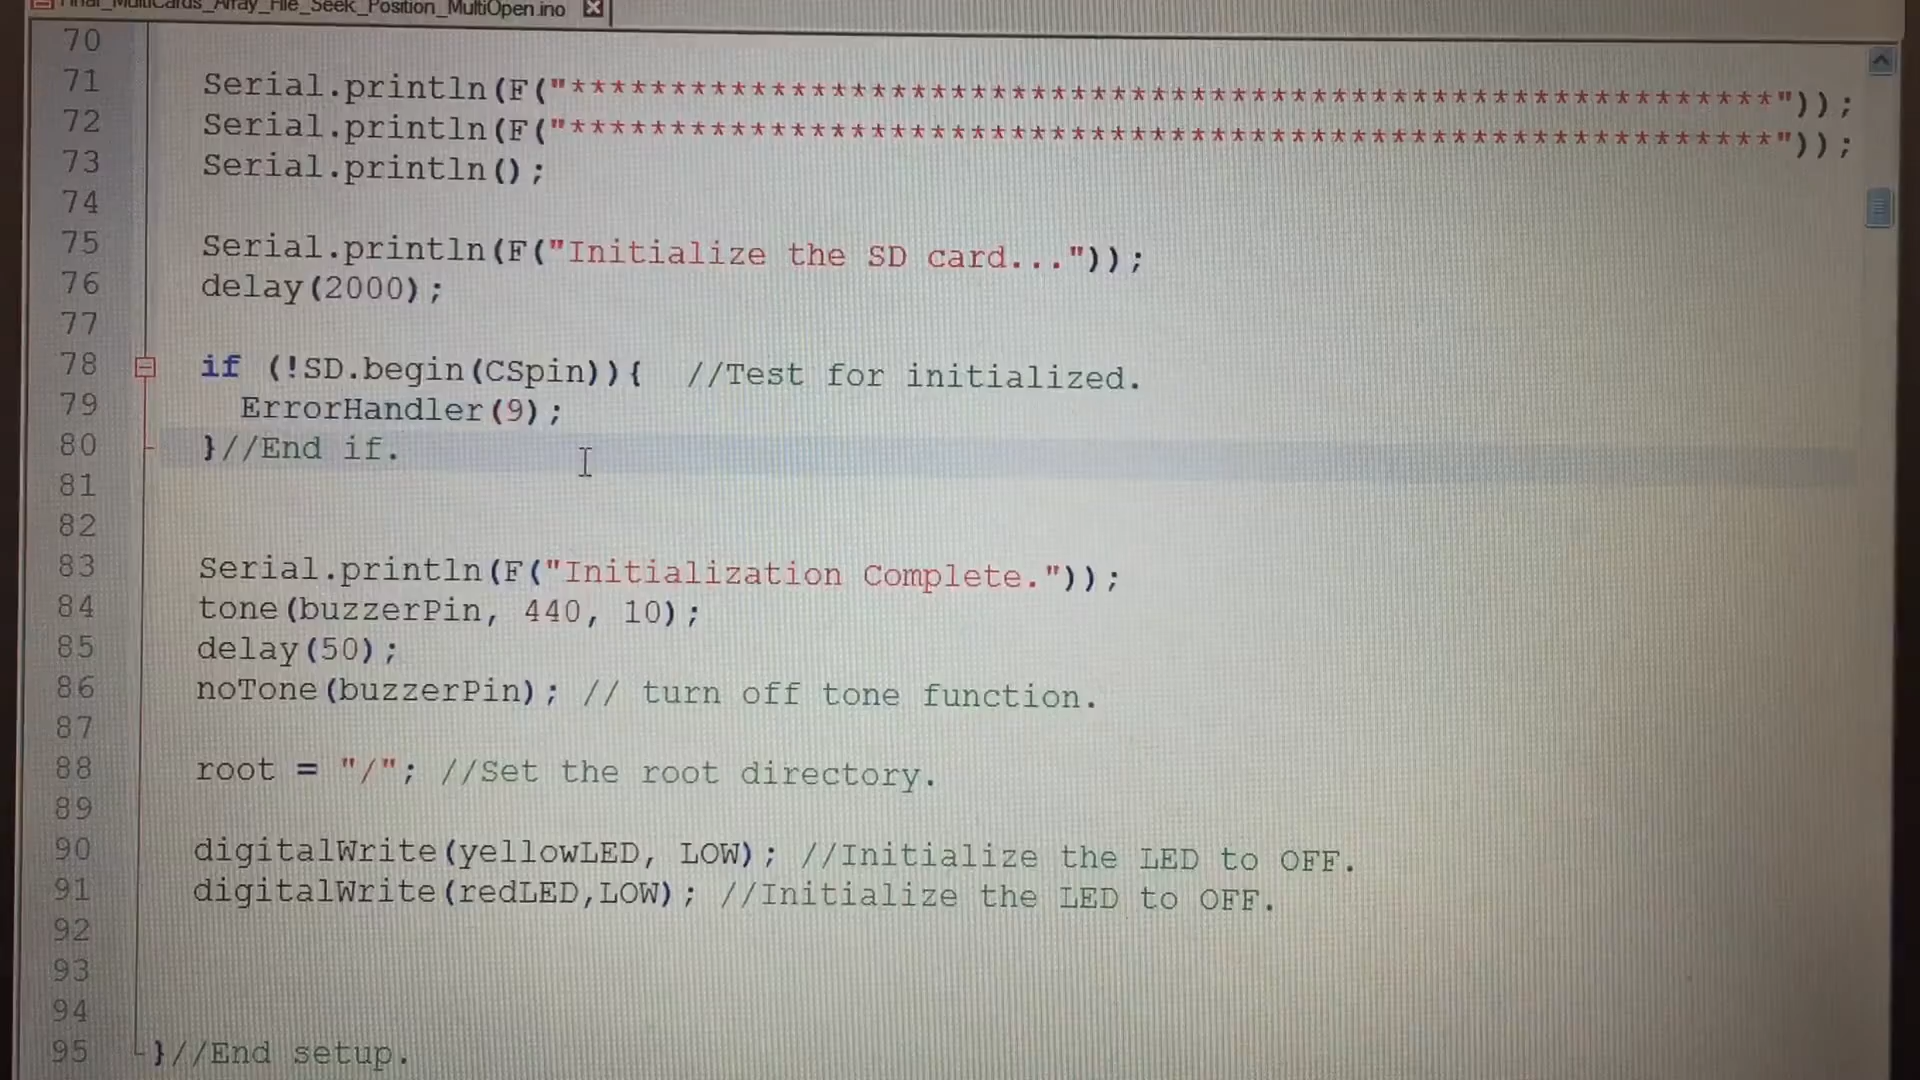 Final_MultiCards_Array_File_Seek_Position_MultiOpen.ino
70
71 Serial.println(F("************************************************************"));
72 Serial.println(F("************************************************************"));
73 Serial.println();
74
75 Serial.println(F("Initialize the SD card..."));
76 delay(2000);
77
78 if (!SD.begin(CSpin)){  //Test for initialized.
79 ErrorHandler(9);
80 }//End if.
81
82
83 Serial.println(F("Initialization Complete."));
84 tone(buzzerPin, 440, 10);
85 delay(50);
86 noTone(buzzerPin); // turn off tone function.
87
88 root = "/"; //Set the root directory.
89
90 digitalWrite(yellowLED, LOW); //Initialize the LED to OFF.
91 digitalWrite(redLED,LOW); //Initialize the LED to OFF.
92
93
94
95 }//End setup.